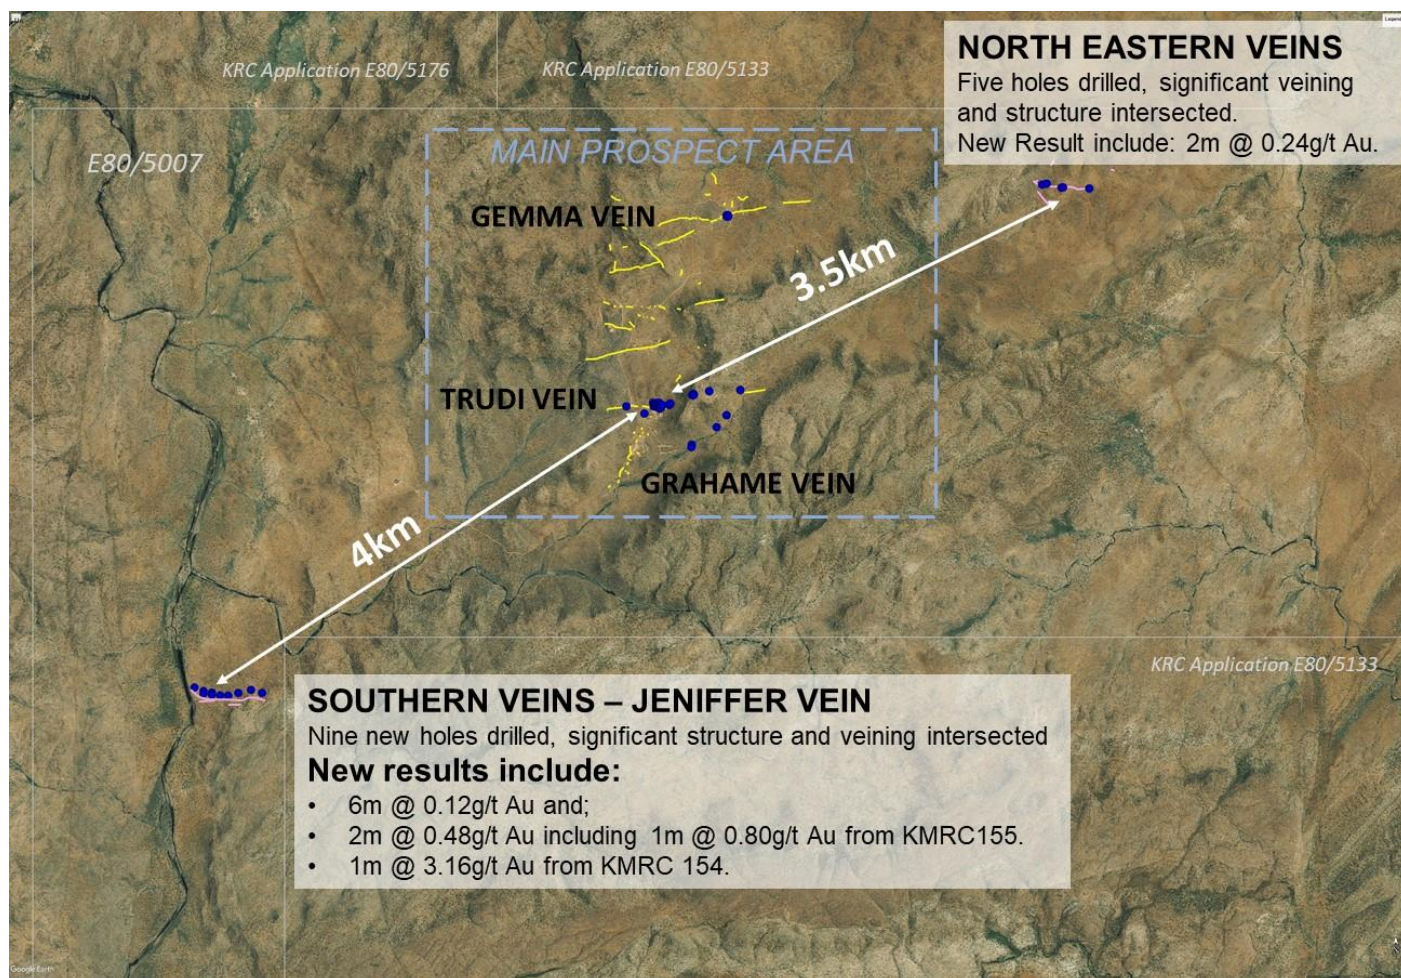 Legend
KRC Application E80/5176
KRC Application E80/5133
NORTH EASTERN VEINS
Five holes drilled, significant veining
and structure intersected.
New Result include: 2m @ 0.24g/t Au.
E80/5007
MAIN PROSPECT AREA
GEMMA VEIN
3.5km
TRUDI VEIN
GRAHAME VEIN
4km
KRC Application E80/5133
SOUTHERN VEINS – JENIFFER VEIN
Nine new holes drilled, significant structure and veining intersected
New results include:
• 6m @ 0.12g/t Au and;
• 2m @ 0.48g/t Au including 1m @ 0.80g/t Au from KMRC155.
• 1m @ 3.16g/t Au from KMRC 154.
Google Earth